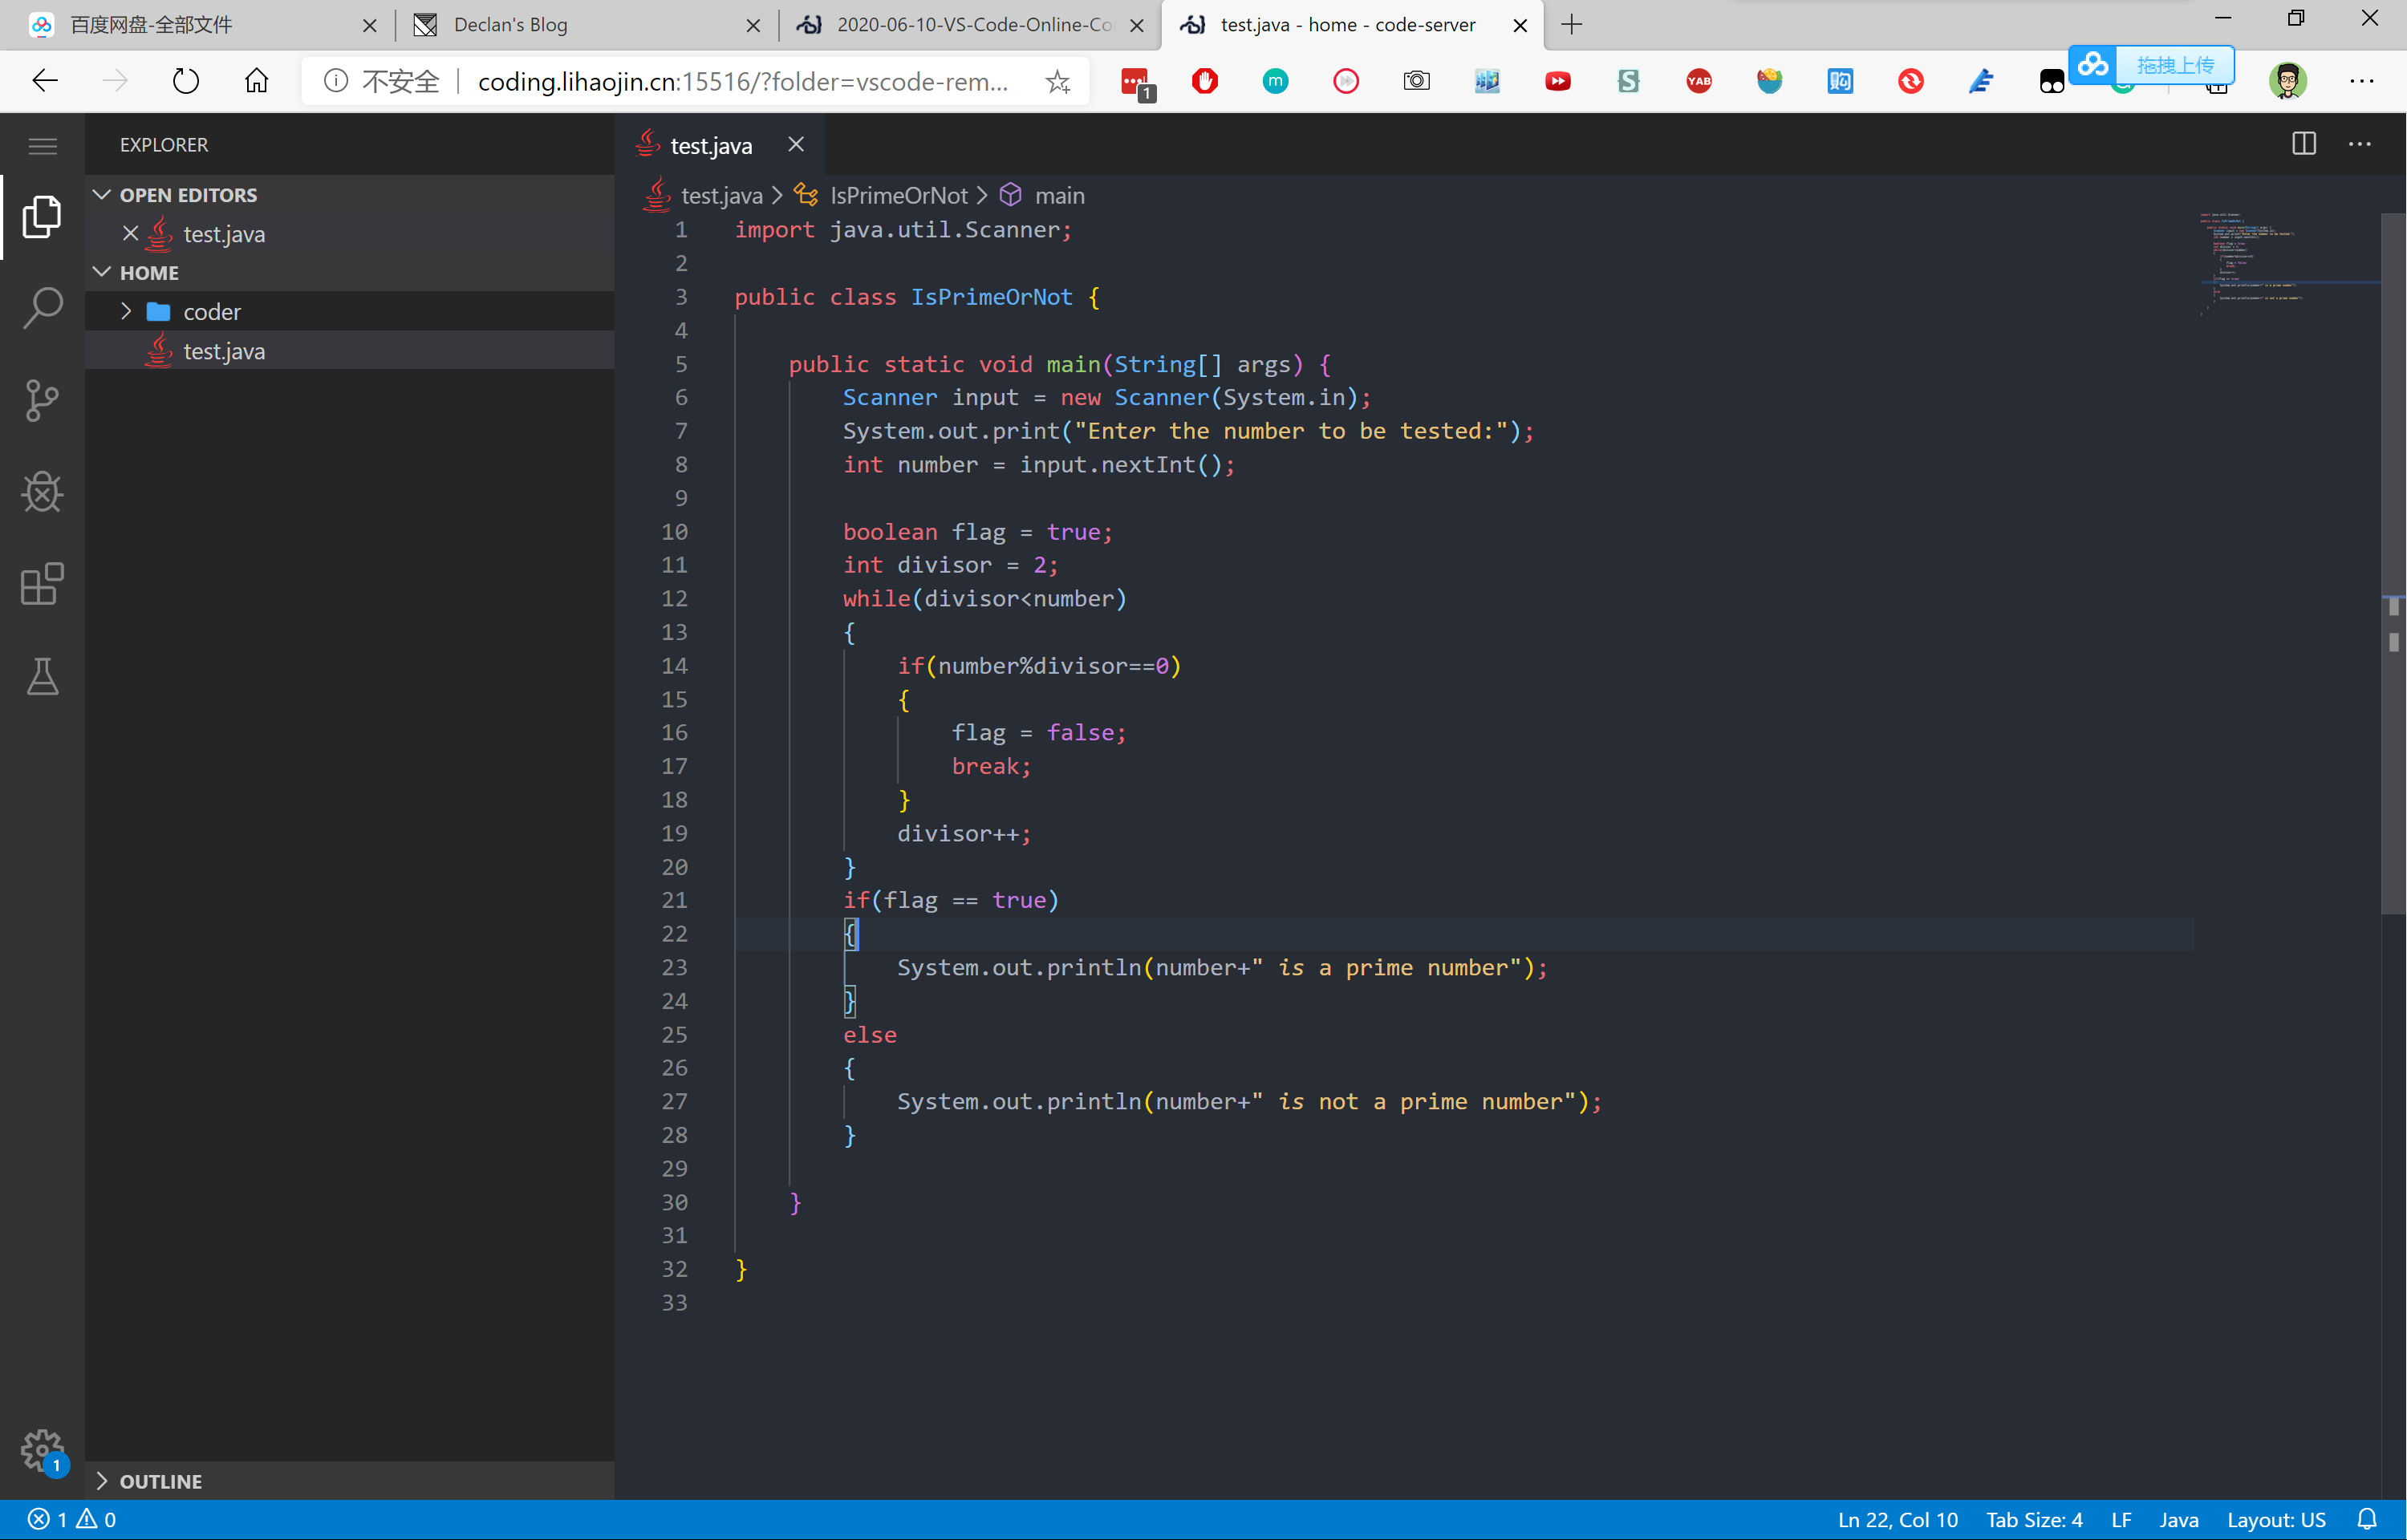 百度网盘-全部文件
Declan's Blog
2020-06-10-VS-Code-Online-Co
test.java - home - code-server
不安全
coding.lihaojin.cn:15516/?folder=vscode-rem...
1
m
S
YAB
购
拖拽上传
EXPLORER
OPEN EDITORS
test.java
HOME
coder
test.java
OUTLINE
1
test.java
test.java > IsPrimeOrNot > main
1 import java.util.Scanner;
2
3 public class IsPrimeOrNot {
4
5 public static void main(String[] args) {
6 Scanner input = new Scanner(System.in);
7 System.out.print("Enter the number to be tested:");
8 int number = input.nextInt();
9
10 boolean flag = true;
11 int divisor = 2;
12 while(divisor<number)
13 {
14 if(number%divisor==0)
15 {
16 flag = false;
17 break;
18 }
19 divisor++;
20 }
21 if(flag == true)
22 {
23 System.out.println(number+" is a prime number");
24 }
25 else
26 {
27 System.out.println(number+" is not a prime number");
28 }
29
30 }
31
32 }
33
1 0
Ln 22, Col 10 Tab Size: 4 LF Java Layout: US